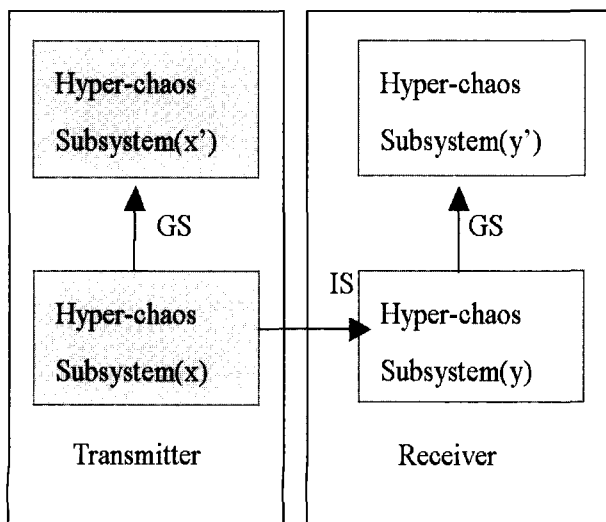 Hyper-chaos
Subsystem(x’)
Hyper-chaos
Subsystem(y’)
GS
GS
IS
Hyper-chaos
Subsystem(x)
Hyper-chaos
Subsystem(y)
Transmitter
Receiver